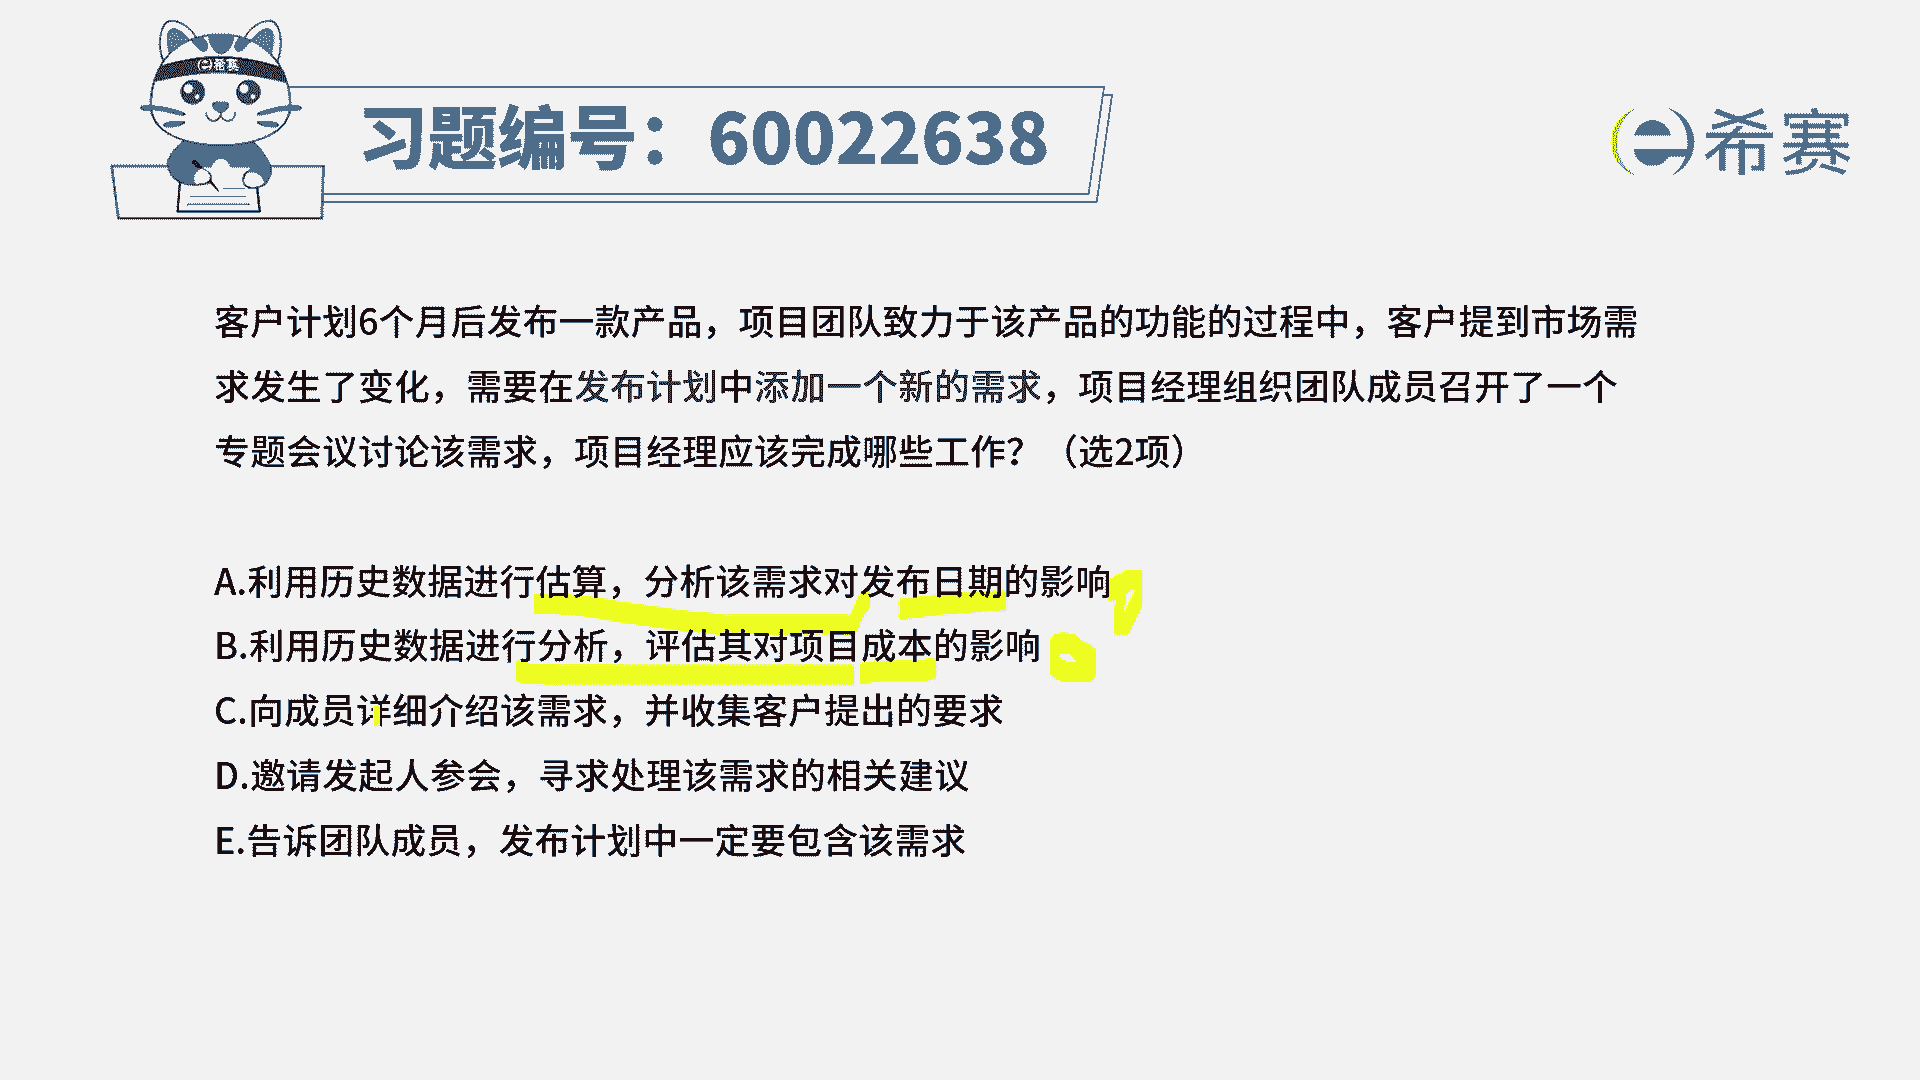 希赛
习题编号：60022638
希赛
客户计划6个月后发布一款产品，项目团队致力于该产品的功能的过程中，客户提到市场需
求发生了变化，需要在发布计划中添加一个新的需求，项目经理组织团队成员召开了一个
专题会议讨论该需求，项目经理应该完成哪些工作？（选2项）
A.利用历史数据进行估算，分析该需求对发布日期的影响
B.利用历史数据进行分析，评估其对项目成本的影响
C.向成员详细介绍该需求，并收集客户提出的要求
D.邀请发起人参会，寻求处理该需求的相关建议
E.告诉团队成员，发布计划中一定要包含该需求